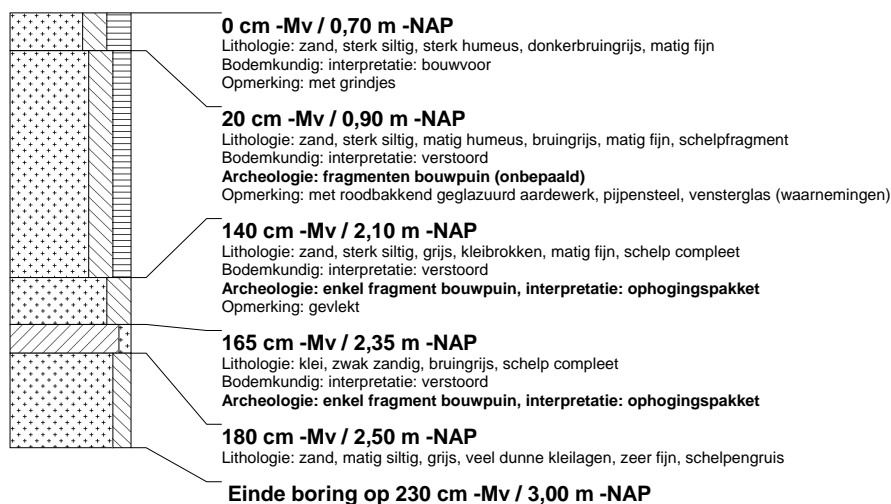 0 cm -Mv / 0,70 m -NAP
Lithologie: zand, sterk siltig, sterk humeus, donkerbruingrijs, matig fijn
Bodemkundig: interpretatie: bouwvoor
Opmerking: met grindjes
20 cm -Mv / 0,90 m -NAP
Lithologie: zand, sterk siltig, matig humeus, bruingrijs, matig fijn, schelpfragment
Bodemkundig: interpretatie: verstoord
Archeologie: fragmenten bouwpuin (onbepaald)
Opmerking: met roodbakkend geglazuurd aardewerk, pijpensteel, vensterglas (waarnemingen)
140 cm -Mv / 2,10 m -NAP
Lithologie: zand, sterk siltig, grijs, kleibrokken, matig fijn, schelp compleet
Bodemkundig: interpretatie: verstoord
Archeologie: enkel fragment bouwpuin, interpretatie: ophogingspakket
Opmerking: gevlekt
165 cm -Mv / 2,35 m -NAP
Lithologie: klei, zwak zandig, bruingrijs, schelp compleet
Bodemkundig: interpretatie: verstoord
Archeologie: enkel fragment bouwpuin, interpretatie: ophogingspakket
180 cm -Mv / 2,50 m -NAP
Lithologie: zand, matig siltig, grijs, veel dunne kleilagen, zeer fijn, schelpengruis
Einde boring op 230 cm -Mv / 3,00 m -NAP